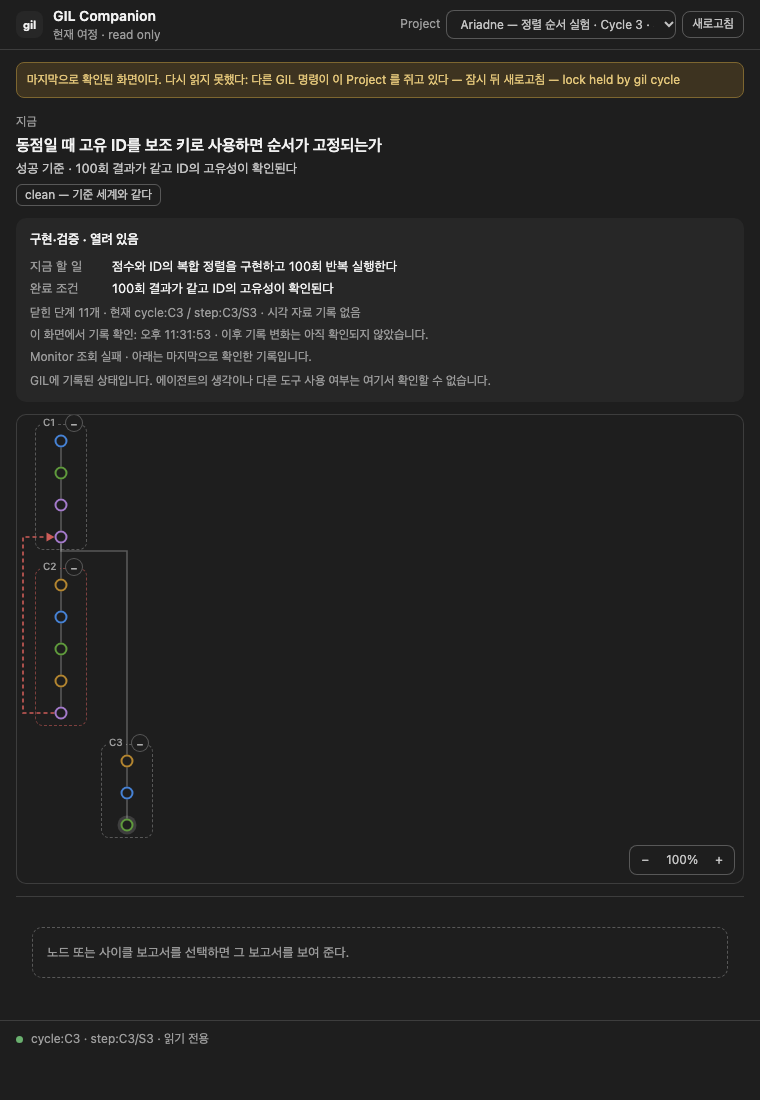 gil
GIL Companion
현재 여정 · read only
Project
Ariadne — 정렬 순서 실험 · Cycle 3 ·
새로고침
마지막으로 확인된 화면이다. 다시 읽지 못했다: 다른 GIL 명령이 이 Project 를 쥐고 있다 — 잠시 뒤 새로고침 — lock held by gil cycle
지금
동점일 때 고유 ID를 보조 키로 사용하면 순서가 고정되는가
성공 기준 · 100회 결과가 같고 ID의 고유성이 확인된다
clean — 기준 세계와 같다
구현·검증 · 열려 있음
지금 할 일 점수와 ID의 복합 정렬을 구현하고 100회 반복 실행한다
완료 조건 100회 결과가 같고 ID의 고유성이 확인된다
닫힌 단계 11개 · 현재 cycle:C3 / step:C3/S3 · 시각 자료 기록 없음
이 화면에서 기록 확인: 오후 11:31:53 · 이후 기록 변화는 아직 확인되지 않았습니다.
Monitor 조회 실패 · 아래는 마지막으로 확인한 기록입니다.
GIL에 기록된 상태입니다. 에이전트의 생각이나 다른 도구 사용 여부는 여기서 확인할 수 없습니다.
C1 −
C2 −
C3 −
− 100% +
노드 또는 사이클 보고서를 선택하면 그 보고서를 보여 준다.
cycle:C3 · step:C3/S3 · 읽기 전용